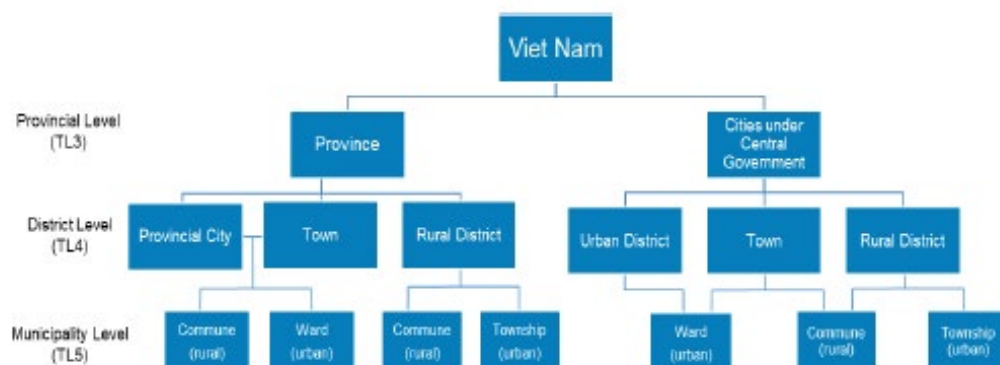 Viet Nam
Provincial Level
(TL3)
Province
Cities under
Central
Government
District Level
(TL4)
Provincial City
Town
Rural District
Urban District
Town
Rural District
Municipality Level
(TL5)
Commune
(rural)
Ward
(urban)
Commune
(rural)
Township
(urban)
Ward
(urban)
Commune
(rural)
Township
(urban)